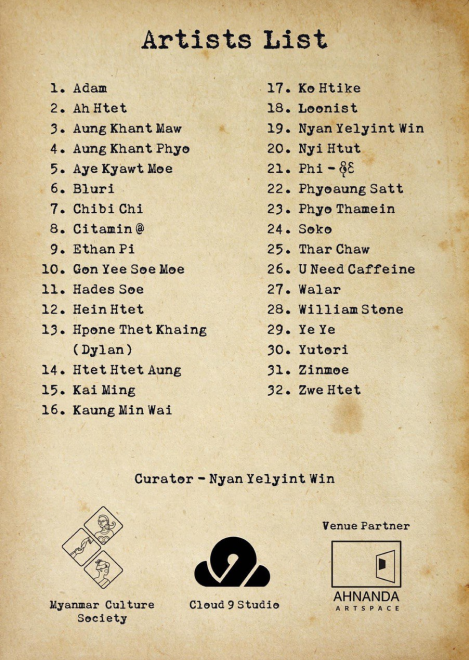 Artists List
1. Adam
2. Ah Htet
3. Aung Khant Maw
4. Aung Khant Phyo
5. Aye Kyawt Moe
6. Bluri
7. Chibi Chi
8. Citamin@
9. Ethan Pi
10. Gon Yee Soe Moe
11. Hades Soe
12. Hein Htet
13. Hpone Thet Khaing
(Dylan)
14. Htet Htet Aung
15. Kai Ming
16. Kaung Min Wai
17. Ko Htike
18. Loonist
19. Nyan Yelyint Win
20. Nyi Htut
21. Phi -
22. Phyoaung Satt
23. Phyo Thamein
24. Soko
25. Thar Chaw
26. U Need Caffeine
27. Walar
28. William Stone
29. Ye Ye
30. Yutori
31. Zinmoe
32. Zwe Htet
Curator - Nyan Yelyint Win
Myanmar Culture
Society
Cloud 9 Studio
Venue Partner
AHNANDA
ARTSPACE